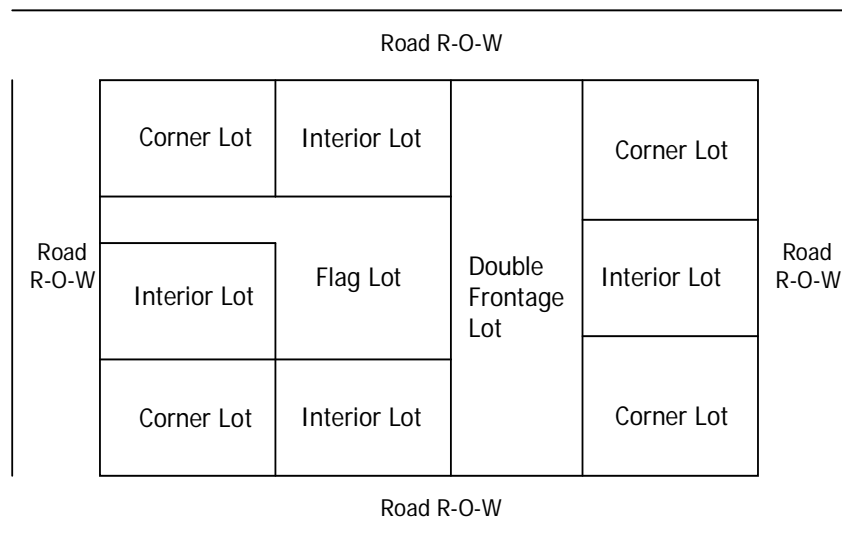 Road R-O-W
Corner Lot
Interior Lot
Corner Lot
Road
R-O-W
Interior Lot
Flag Lot
Double
Frontage
Lot
Interior Lot
Road
R-O-W
Corner Lot
Interior Lot
Corner Lot
Road R-O-W